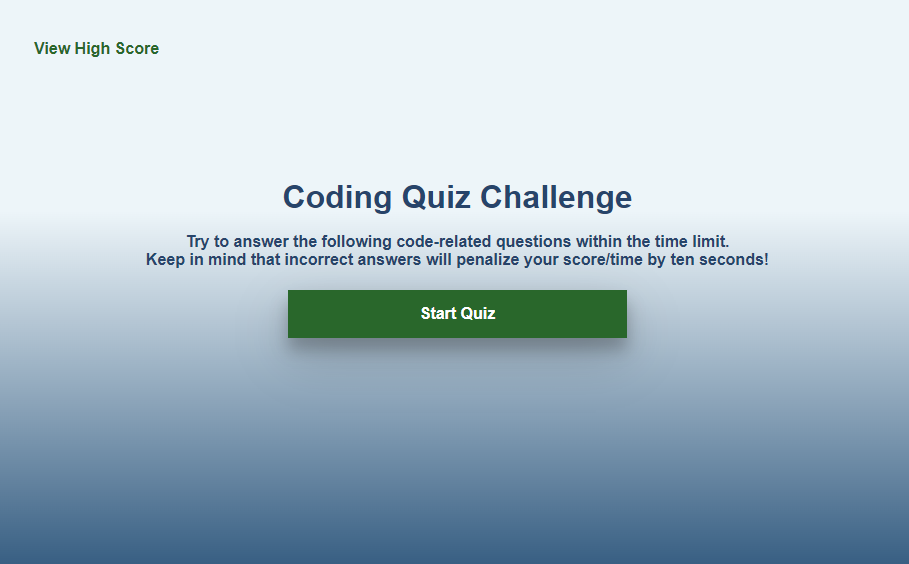 View High Score
Coding Quiz Challenge
Try to answer the following code-related questions within the time limit.
Keep in mind that incorrect answers will penalize your score/time by ten seconds!
Start Quiz